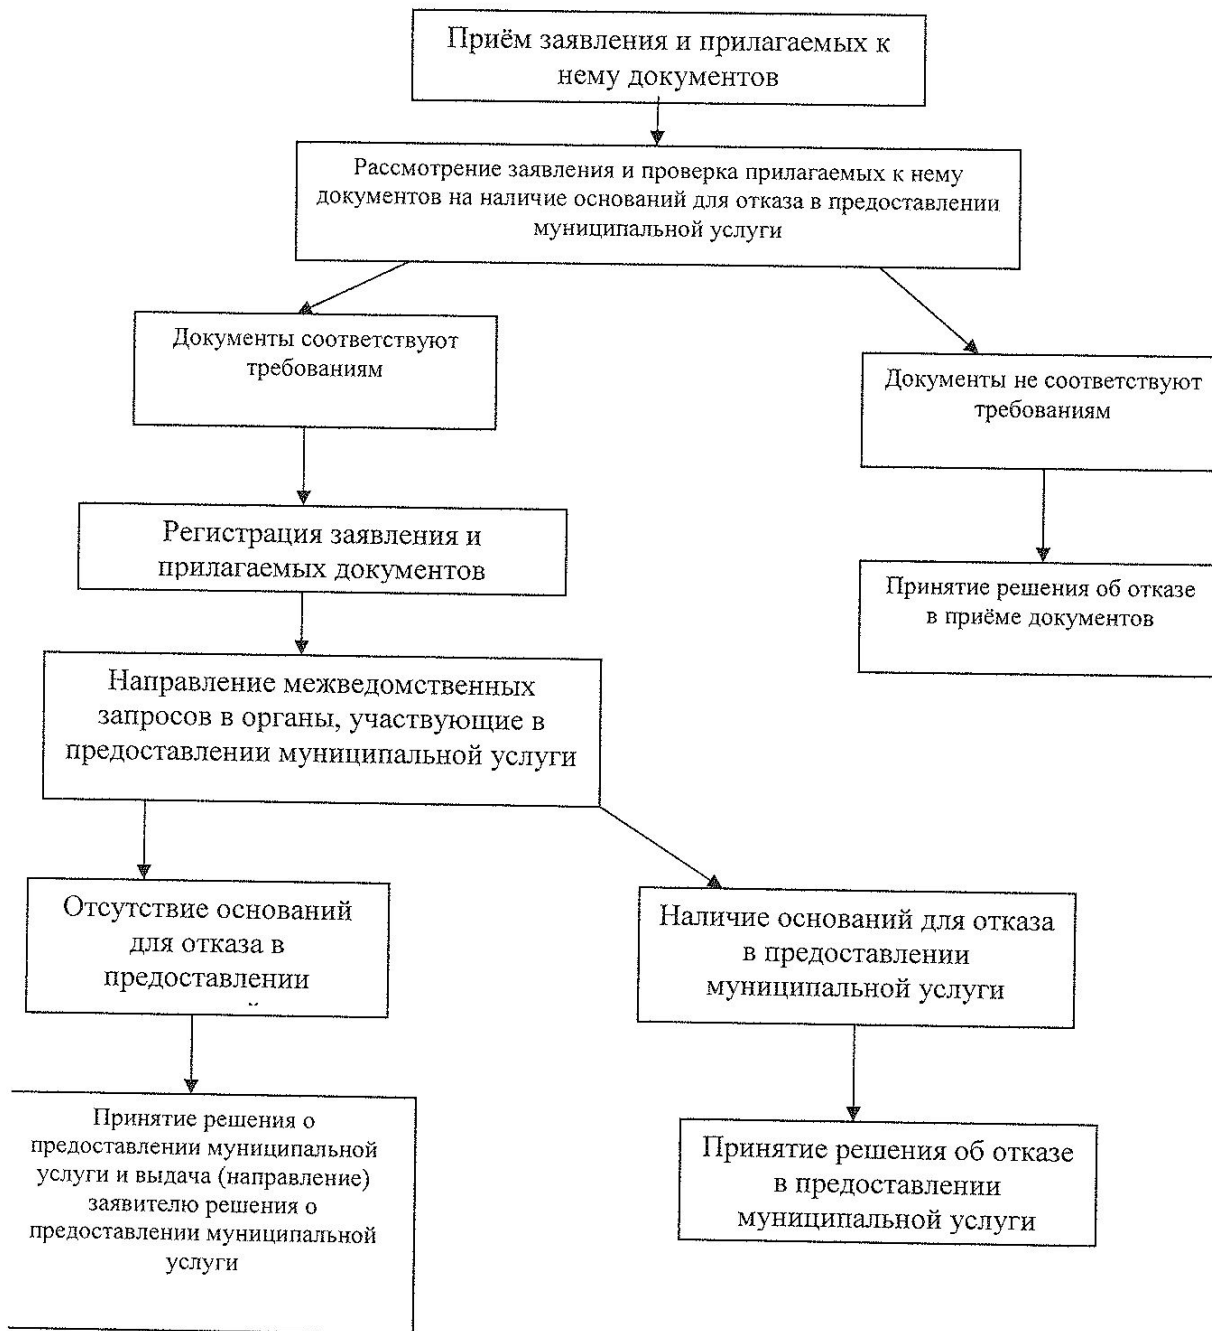 Приём заявления и прилагаемых к
нему документов
Рассмотрение заявления и проверка прилагаемых к нему
документов на наличие оснований для отказа в предоставлении
муниципальной услуги
Документы соответствуют
требованиям
Документы не соответствуют
требованиям
Регистрация заявления и
прилагаемых документов
Принятие решения об отказе
в приёме документов
Направление межведомственных
запросов в органы, участвующие в
предоставлении муниципальной услуги
Отсутствие оснований
для отказа в
предоставлении
Наличие оснований для отказа
в предоставлении
муниципальной услуги
Принятие решения о
предоставлении муниципальной
услуги и выдача (направление)
заявителю решения о
предоставлении муниципальной
услуги
Принятие решения об отказе
в предоставлении
муниципальной услуги